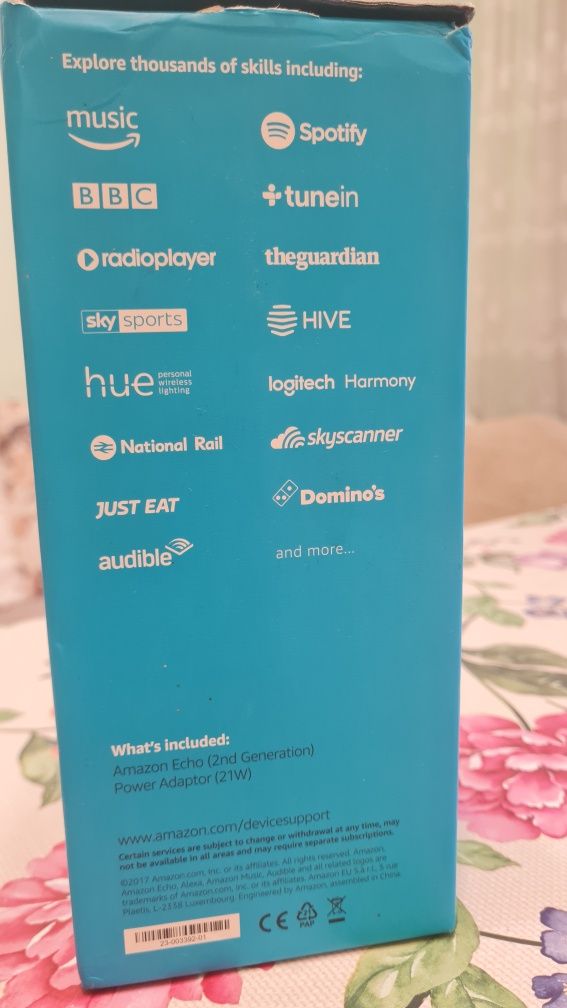 Explore thousands of skills including:
music
Spotify
BBC
tunein
radioplayer
theguardian
sky sports
HIVE
hue personal wireless lighting
logitech Harmony
National Rail
skyscanner
JUST EAT
Domino's
audible
and more...
What's included:
Amazon Echo (2nd Generation)
Power Adaptor (21W)
www.amazon.com/devicesupport
Certain services are subject to change or withdrawal at any time, may
not be available in all areas and may require separate subscriptions.
©2017 Amazon.com, Inc. or its affiliates. All rights reserved. Amazon,
Amazon Echo, Alexa, Amazon Music, Audible and all related logos are
trademarks of Amazon.com, Inc. or its affiliates. Amazon EU S.à r.l., 5 rue
Plaetis, L-2338 Luxembourg. Engineered by Amazon, assembled in China.
CE
PAP
23-003392-01